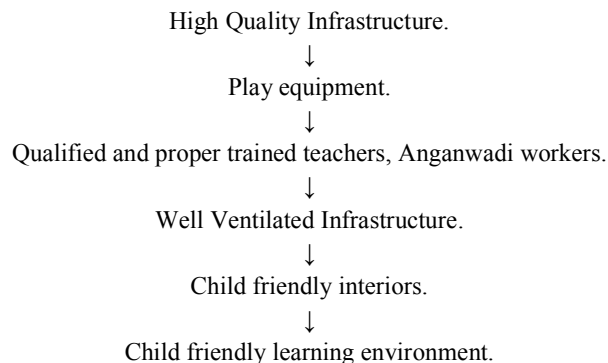 High Quality Infrastructure.
↓
Play equipment.
↓
Qualified and proper trained teachers, Anganwadi workers.
↓
Well Ventilated Infrastructure.
↓
Child friendly interiors.
↓
Child friendly learning environment.